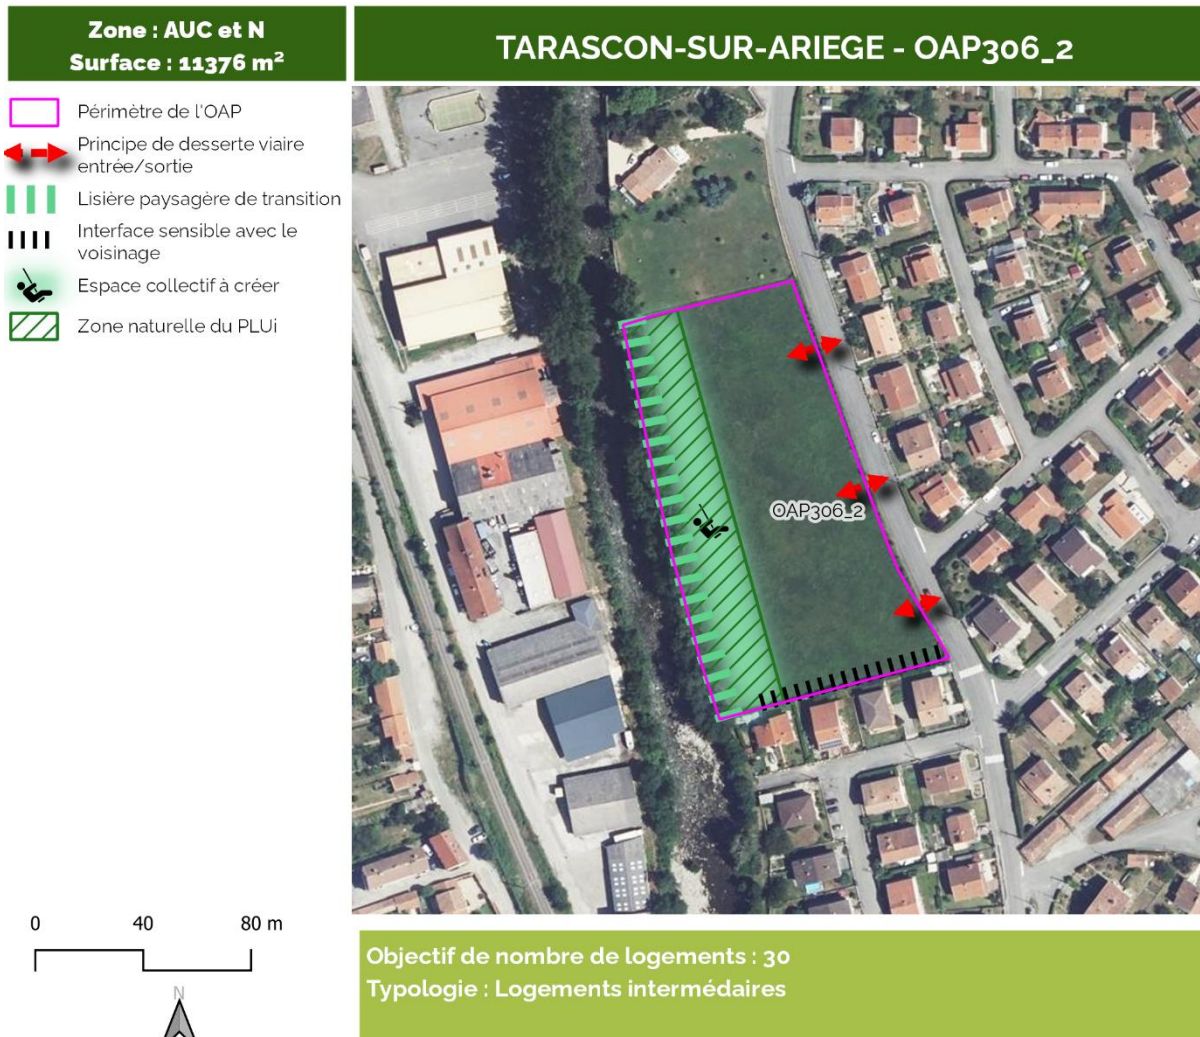 Zone : AUC et N
Surface : 11376 m²
TARASCON-SUR-ARIEGE - OAP306_2
Périmètre de l'OAP
Principe de desserte viaire
entrée/sortie
Lisière paysagère de transition
Interface sensible avec le
voisinage
Espace collectif à créer
Zone naturelle du PLUi
OAP306_2
0 40 80 m
N
Objectif de nombre de logements : 30
Typologie : Logements intermédaires